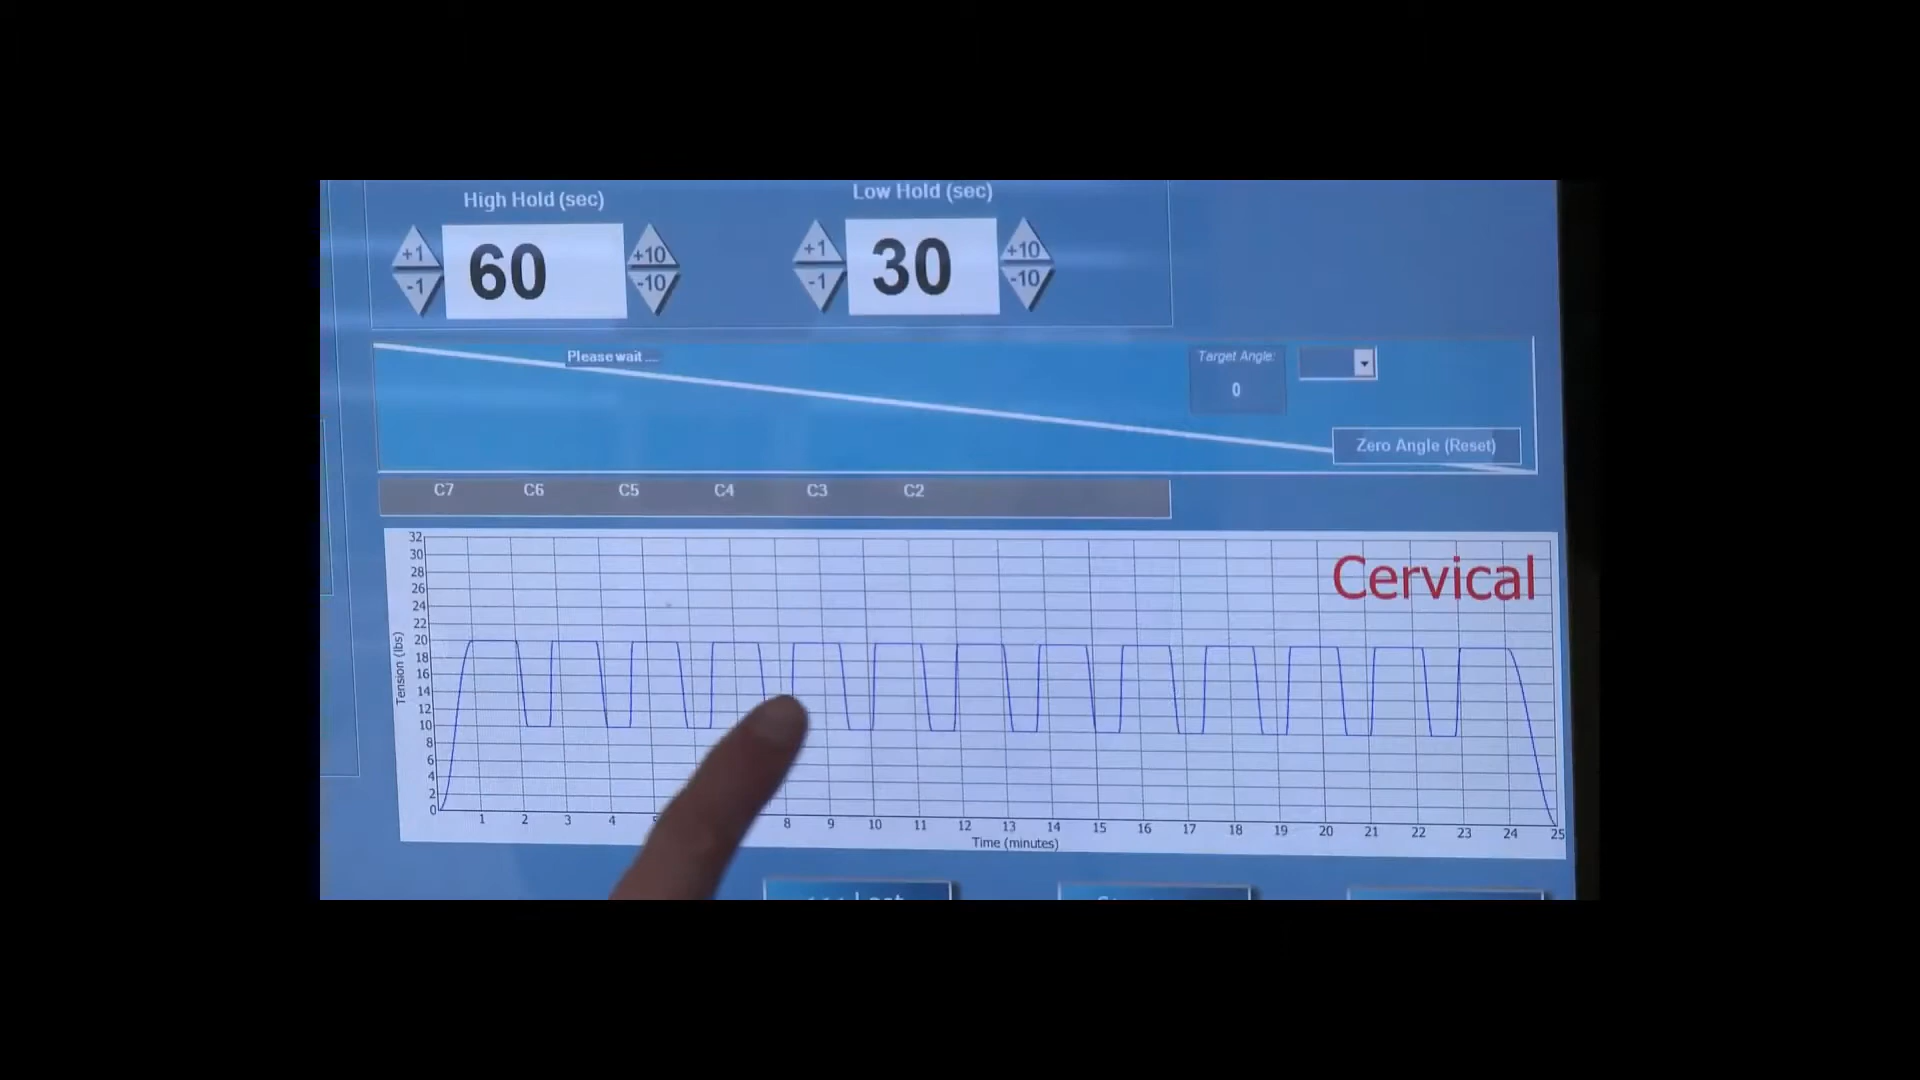 High Hold (sec) Low Hold (sec)
+1 60 +10 +1 30 +10
-1 -10 -1 -10
Please wait .... Target Angle:
0
Zero Angle (Reset)
C7 C6 C5 C4 C3 C2
Cervical
32
30
28
26
24
22
20
18
16
14
12
10
8
6
4
2
0
Tension (lbs)
1 2 3 4 8 9 10 11 12 13 14 15 16 17 18 19 20 21 22 23 24 25
Time (minutes)